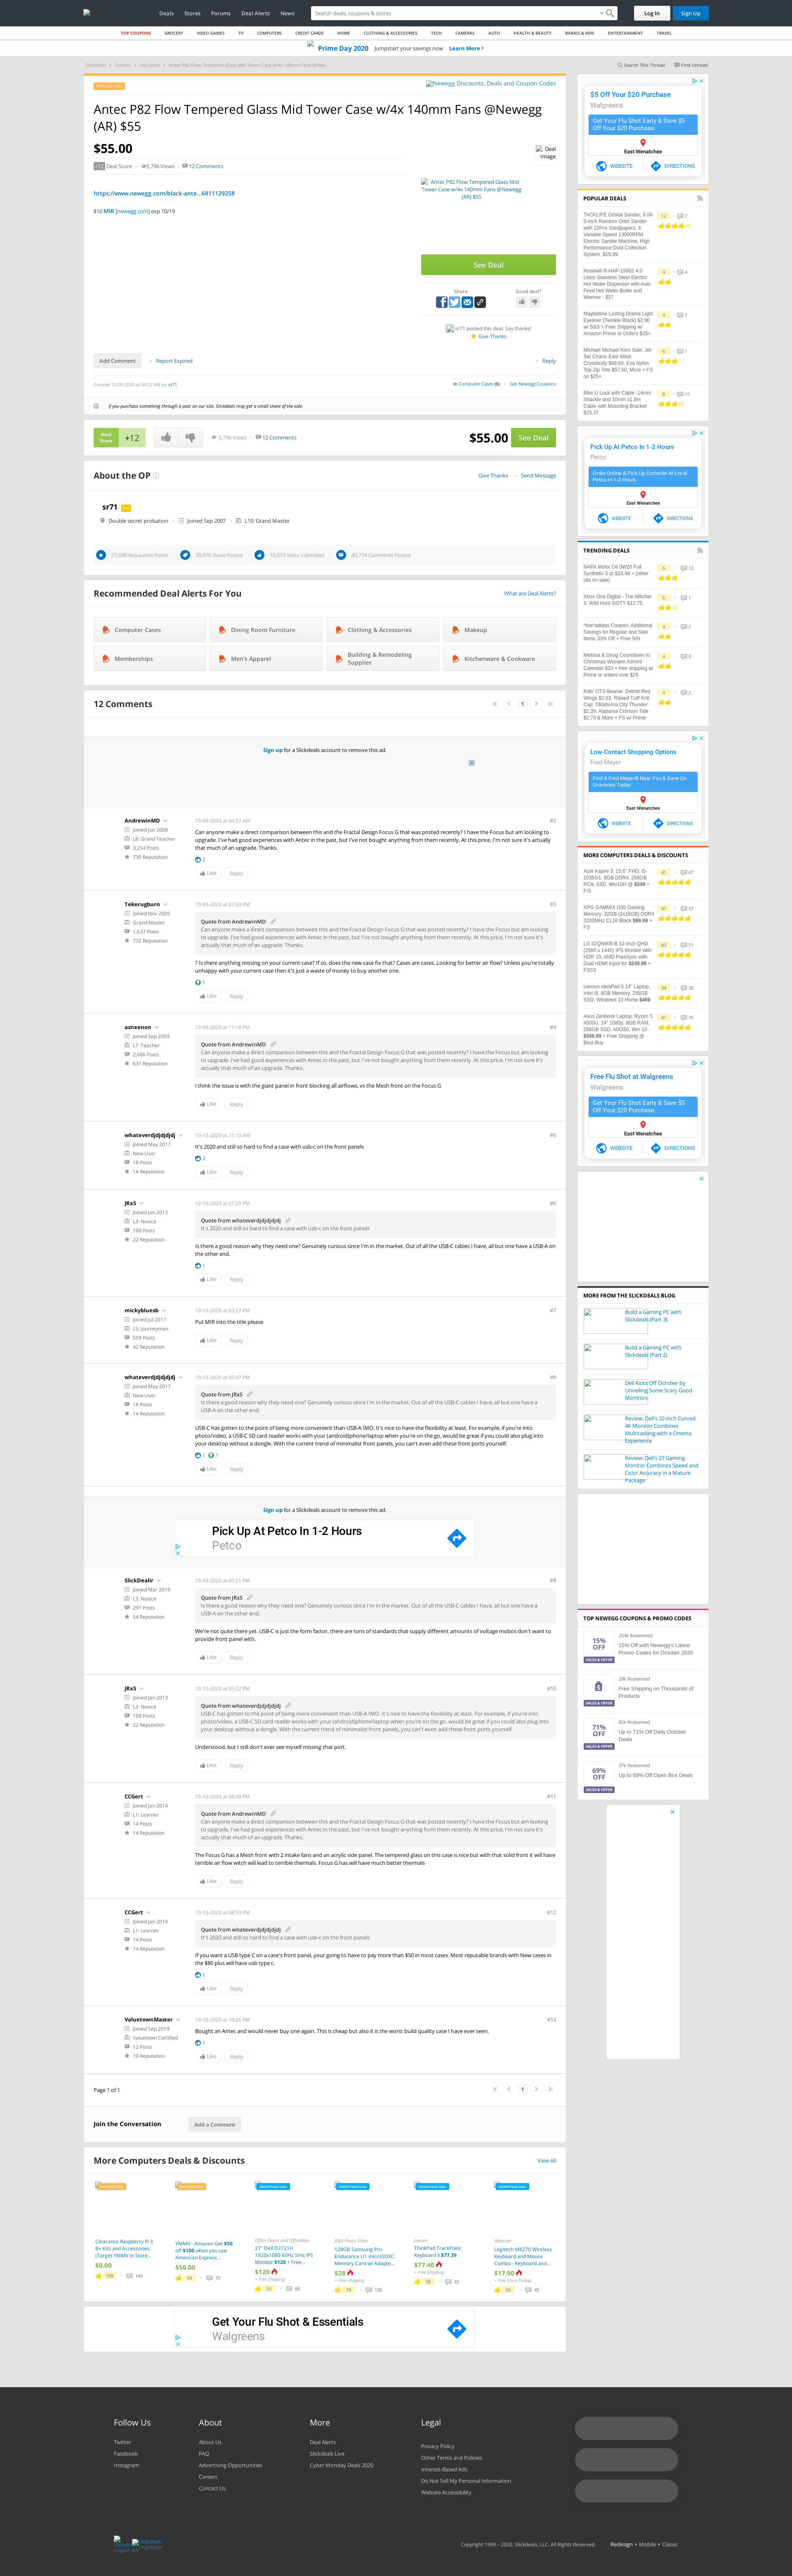 Deals
Stores
Forums
Deal Alerts
News
Search deals, coupons & stores
Log In
Sign Up
TOP COUPONS
GROCERY
VIDEO GAMES
TV
COMPUTERS
CREDIT CARDS
HOME
CLOTHING & ACCESSORIES
TECH
CAMERAS
AUTO
HEALTH & BEAUTY
BABIES & KIDS
ENTERTAINMENT
TRAVEL
Prime Day 2020 Jumpstart your savings now Learn More
Slickdeals > Forums > Hot Deals > Antec P82 Flow Tempered Glass Mid Tower Case w/4x 140mm Fans @New...
Search This Thread
First Unread
POPULAR DEAL
Newegg Discounts, Deals and Coupon Codes
Antec P82 Flow Tempered Glass Mid Tower Case w/4x 140mm Fans @Newegg (AR) $55
$55.00
Deal Image
+12 Deal Score
5,796 Views
12 Comments
https://www.newegg.com/black-ante...6811129258
$10 MIR [newegg.com] exp 10/19
Antec P82 Flow Tempered Glass Mid Tower Case w/4x 140mm Fans @Newegg (AR) $55
See Deal
Share
Good deal?
sr71 posted this deal. Say thanks!
Give Thanks
Add Comment
Report Expired
Reply
Created 10-09-2020 at 04:12 AM by sr71
in Computer Cases (6)
Get Newegg Coupons
If you purchase something through a post on our site, Slickdeals may get a small share of the sale.
Deal Score
+12
5,796 Views
12 Comments
$55.00
See Deal
About the OP
Give Thanks
Send Message
sr71
Double secret probation
Joined Sep 2007
L10: Grand Master
77,690 Reputation Points
30,976 Deals Posted
10,015 Votes Submitted
45,714 Comments Posted
Recommended Deal Alerts For You
What are Deal Alerts?
Computer Cases
Dining Room Furniture
Clothing & Accessories
Makeup
Memberships
Men's Apparel
Building & Remodeling Supplies
Kitchenware & Cookware
12 Comments
1
Sign up for a Slickdeals account to remove this ad.
AndrewinMD
Joined Jun 2008
L8: Grand Teacher
3,254 Posts
730 Reputation
10-09-2020 at 04:57 AM
#2
Can anyone make a direct comparison between this and the Fractal Design Focus G that was posted recently? I have the Focus but am looking to upgrade. I've had good experiences with Antec in the past, but I've not bought anything from them recently. At this price, I'm not sure it's actually that much of an upgrade. Thanks.
2
Like
Reply
Tekerugburn
Joined Nov 2009
Grand Master
1,637 Posts
732 Reputation
10-09-2020 at 07:50 PM
#3
Quote from AndrewinMD
Can anyone make a direct comparison between this and the Fractal Design Focus G that was posted recently? I have the Focus but am looking to upgrade. I've had good experiences with Antec in the past, but I've not bought anything from them recently. At this price, I'm not sure it's actually that much of an upgrade. Thanks.
? Is there anything missing on your current case? If so, does the new case fix that? Cases are cases. Looking for better air flow? Unless you're totally unhappy with your current case then it's just a waste of money to buy another one.
1
Like
Reply
aznxenon
Joined Sep 2009
L7: Teacher
2,606 Posts
631 Reputation
10-09-2020 at 11:18 PM
#4
Quote from AndrewinMD
Can anyone make a direct comparison between this and the Fractal Design Focus G that was posted recently? I have the Focus but am looking to upgrade. I've had good experiences with Antec in the past, but I've not bought anything from them recently. At this price, I'm not sure it's actually that much of an upgrade. Thanks.
I think the issue is with the giant panel in front blocking all airflows, vs the Mesh front on the Focus G
Like
Reply
whateverdjdjdjdjdj
Joined May 2017
New User
18 Posts
14 Reputation
10-10-2020 at 11:10 AM
#5
It's 2020 and still so hard to find a case with usb-c on the front panels
2
Like
Reply
JRxS
Joined Jan 2013
L3: Novice
100 Posts
22 Reputation
10-10-2020 at 01:29 PM
#6
Quote from whateverdjdjdjdjdj
It's 2020 and still so hard to find a case with usb-c on the front panels
Is there a good reason why they need one? Genuinely curious since I'm in the market. Out of all the USB-C cables I have, all but one have a USB-A on the other end.
1
Like
Reply
mickybluesb
Joined Jul 2017
L5: Journeyman
559 Posts
42 Reputation
10-10-2020 at 03:27 PM
#7
Put MIR into the title please
Like
Reply
whateverdjdjdjdjdj
Joined May 2017
New User
18 Posts
14 Reputation
10-10-2020 at 05:07 PM
#8
Quote from JRxS
Is there a good reason why they need one? Genuinely curious since I'm in the market. Out of all the USB-C cables I have, all but one have a USB-A on the other end.
USB-C has gotten to the point of being more convenient than USB-A IMO. It's nice to have the flexibility at least. For example, if you're into photo/video, a USB-C SD card reader works with your (android)phone/laptop when you're on the go, would be great if you could also plug into your desktop without a dongle. With the current trend of minimalist front panels, you can't even add these front ports yourself.
1
1
Like
Reply
Sign up for a Slickdeals account to remove this ad.
Pick Up At Petco In 1-2 Hours
Petco
SlickDealir
Joined Mar 2019
L3: Novice
291 Posts
54 Reputation
10-10-2020 at 05:21 PM
#9
Quote from JRxS
Is there a good reason why they need one? Genuinely curious since I'm in the market. Out of all the USB-C cables I have, all but one have a USB-A on the other end.
We're not quite there yet. USB-C is just the form factor, there are tons of standards that supply different amounts of voltage mobos don't want to provide front panel with.
Like
Reply
JRxS
Joined Jan 2013
L3: Novice
100 Posts
22 Reputation
10-10-2020 at 05:22 PM
#10
Quote from whateverdjdjdjdjdj
USB-C has gotten to the point of being more convenient than USB-A IMO. It's nice to have the flexibility at least. For example, if you're into photo/video, a USB-C SD card reader works with your (android)phone/laptop when you're on the go, would be great if you could also plug into your desktop without a dongle. With the current trend of minimalist front panels, you can't even add these front ports yourself.
Understood, but I still don't ever see myself missing that port.
Like
Reply
CCGert
Joined Jan 2014
L1: Learner
14 Posts
14 Reputation
10-10-2020 at 08:50 PM
#11
Quote from AndrewinMD
Can anyone make a direct comparison between this and the Fractal Design Focus G that was posted recently? I have the Focus but am looking to upgrade. I've had good experiences with Antec in the past, but I've not bought anything from them recently. At this price, I'm not sure it's actually that much of an upgrade. Thanks.
The Focus G has a Mesh front with 2 intake fans and an acrylic side panel. The tempered glass on this case is nice but with that solid front it will have terrible air flow which will lead to terrible thermals. Focus G has will have much better thermals
Like
Reply
CCGert
Joined Jan 2014
L1: Learner
14 Posts
14 Reputation
10-10-2020 at 08:53 PM
#12
Quote from whateverdjdjdjdjdj
It's 2020 and still so hard to find a case with usb-c on the front panels
If you want a USB type C on a case's front panel, your going to have to pay more than $50 in most cases. Most reputable brands with New cases in the $80 plus will have usb type c.
1
Like
Reply
ValuetownMaster
Joined Sep 2019
Valuetown Certified
12 Posts
10 Reputation
10-10-2020 at 10:26 PM
#13
Bought an Antec and would never buy one again. This is cheap but also it is the worst build quality case I have ever seen.
1
Like
Reply
Page 1 of 1
1
Join the Conversation
Add a Comment
More Computers Deals & Discounts
View All
POPULAR DEAL
Clearance Raspberry Pi 3 B+ Kits and Accessories (Target YMMV In-Store...
$0.00
109
142
POPULAR DEAL
YMMV - Amazon Get $50 off $100 when you use American Express...
$50.00
54
70
FRONTPAGE DEAL
Office Depot and OfficeMax
27" Dell D2721H 1920x1080 60Hz 5ms IPS Monitor $120 + Free...
$120
+ Free Shipping
53
68
FRONTPAGE DEAL
B&H Photo Video
128GB Samsung Pro Endurance U1 microSDXC Memory Card w/ Adapte...
$28
+ Free Shipping
74
126
FRONTPAGE DEAL
Lenovo
ThinkPad TrackPoint Keyboard II $77.39
$77.40
+ Free Shipping
58
92
FRONTPAGE DEAL
Walmart
Logitech MK270 Wireless Keyboard and Mouse Combo - Keyboard and...
$17.90
+ Free Store Pickup
50
45
Get Your Flu Shot & Essentials
Walgreens
$5 Off Your $20 Purchase
Walgreens
Get Your Flu Shot Early & Save $5 Off Your $20 Purchase.
East Wenatchee
WEBSITE
DIRECTIONS
POPULAR DEALS
TACKLIFE Orbital Sander, 3.0A 5-Inch Random Orbit Sander with 12Pcs Sandpapers, 6 Variable Speed 13000RPM Electric Sander Machine, High Performance Dust Collection System, $15.99
12
7
Rosewill R-HAP-15002 4.0 Liters Stainless Steel Electric Hot Water Dispenser with Auto Feed Hot Water Boiler and Warmer - $37
4
4
Maybelline Lasting Drama Light Eyeliner (Twinkle Black) $2.90 w/ S&S + Free Shipping w/ Amazon Prime or Orders $25+
4
1
Michael Michael Kors Sale: Jet Set Charm East West Crossbody $48.60, Eva Nylon Top Zip Tote $57.60, More + FS on $25+
6
1
Bike U Lock with Cable -14mm Shackle and 10mm x1.8m Cable with Mounting Bracket $23.37
8
15
Pick Up At Petco In 1-2 Hours
Petco
Order Online & Pick Up Curbside At Local Petco In 1-2 Hours.
East Wenatchee
WEBSITE
DIRECTIONS
TRENDING DEALS
NAPA Motor Oil 0W20 Full Synthetic 5 qt $15.49 + (other oils on sale)
6
12
Xbox One Digital - The Witcher 3: Wild Hunt GOTY $12.75
5
1
*live*adidas Coupon: Additional Savings for Regular and Sale Items 33% Off + Free S/H
4
2
Melissa & Doug Countdown to Christmas Wooden Advent Calendar $10 + free shipping w/ Prime or orders over $25
4
0
Kids' OTS Beanie: Detroit Red Wings $2.03, Raised Cuff Knit Cap: Oklahoma City Thunder $2.29, Alabama Crimson Tide $2.73 & More + FS w/ Prime
4
2
Low-Contact Shopping Options
Fred Meyer
Find A Fred Meyer® Near You & Save On Groceries Today.
East Wenatchee
WEBSITE
DIRECTIONS
MORE COMPUTERS DEALS & DISCOUNTS
Acer Aspire 3: 15.6" FHD, i5-1035G1, 8GB DDR4, 256GB PCIe SSD, Win10H @ $349 + F/S
41
67
XPG GAMMIX D30 Gaming Memory: 32GB (2x16GB) DDR4 3200MHz CL16 Black $99.99 + FS
41
37
LG 32QN600-B 32-inch QHD (2560 x 1440) IPS Monitor with HDR 10, AMD FreeSync with Dual HDMI Input for $249.99 + FSSS
43
51
Lenovo IdeaPad 5 14" Laptop, Intel i5, 8GB Memory, 256GB SSD, Windows 10 Home $469
34
30
Asus Zenbook Laptop: Ryzen 5 4500U, 14" 1080p, 8GB RAM, 256GB SSD, MX350, Win 10 $549.99 + Free Shipping @ Best Buy
41
35
Free Flu Shot at Walgreens
Walgreens
Get Your Flu Shot Early & Save $5 Off Your $20 Purchase.
East Wenatchee
WEBSITE
DIRECTIONS
MORE FROM THE SLICKDEALS BLOG
Build a Gaming PC with Slickdeals (Part 3)
Build a Gaming PC with Slickdeals (Part 2)
Dell Kicks Off October by Unveiling Some Scary Good Monitors
Review: Dell's 32-inch Curved 4K Monitor Combines Multitasking with a Cinema Experience
Review: Dell's 27 Gaming Monitor Combines Speed and Color Accuracy in a Mature Package
TOP NEWEGG COUPONS & PROMO CODES
15% OFF
SALES & OFFER
254k Redeemed
15% Off with Newegg's Latest Promo Codes for October 2020
SALES & OFFER
29k Redeemed
Free Shipping on Thousands of Products
71% OFF
SALES & OFFER
82k Redeemed
Up to 71% Off Daily October Deals
69% OFF
SALES & OFFER
37k Redeemed
Up to 69% Off Open Box Deals
Follow Us
Twitter
Facebook
Instagram
About
About Us
FAQ
Advertising Opportunities
Careers
Contact Us
More
Deal Alerts
Slickdeals Live
Cyber Monday Deals 2020
Legal
Privacy Policy
Other Terms and Policies
Interest-Based Ads
Do Not Sell My Personal Information
Website Accessibility
Copyright 1999 - 2020. Slickdeals, LLC. All Rights Reserved.
Redesign • Mobile • Classic